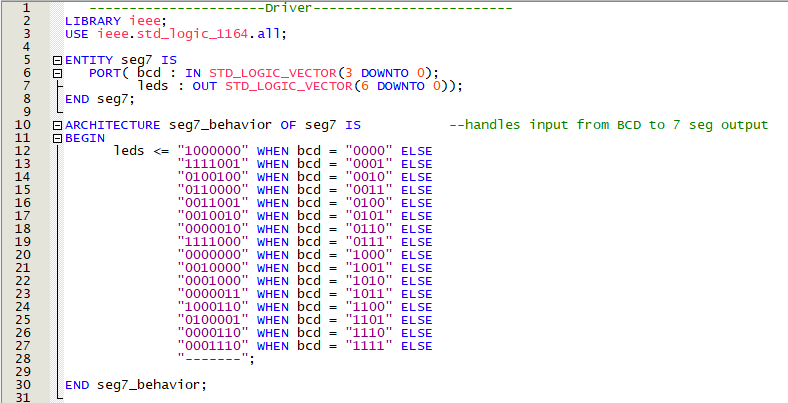 1 ----------------------Driver-------------------------
2 LIBRARY ieee;
3 USE ieee.std_logic_1164.all;
4
5 ENTITY seg7 IS
6 PORT( bcd : IN STD_LOGIC_VECTOR(3 DOWNTO 0);
7 leds : OUT STD_LOGIC_VECTOR(6 DOWNTO 0));
8 END seg7;
9
10 ARCHITECTURE seg7_behavior OF seg7 IS --handles input from BCD to 7 seg output
11 BEGIN
12 leds <= "1000000" WHEN bcd = "0000" ELSE
13 "1111001" WHEN bcd = "0001" ELSE
14 "0100100" WHEN bcd = "0010" ELSE
15 "0110000" WHEN bcd = "0011" ELSE
16 "0011001" WHEN bcd = "0100" ELSE
17 "0010010" WHEN bcd = "0101" ELSE
18 "0000010" WHEN bcd = "0110" ELSE
19 "1111000" WHEN bcd = "0111" ELSE
20 "0000000" WHEN bcd = "1000" ELSE
21 "0010000" WHEN bcd = "1001" ELSE
22 "0001000" WHEN bcd = "1010" ELSE
23 "0000011" WHEN bcd = "1011" ELSE
24 "1000110" WHEN bcd = "1100" ELSE
25 "0100001" WHEN bcd = "1101" ELSE
26 "0000110" WHEN bcd = "1110" ELSE
27 "0001110" WHEN bcd = "1111" ELSE
28 "-------";
29
30 END seg7_behavior;
31